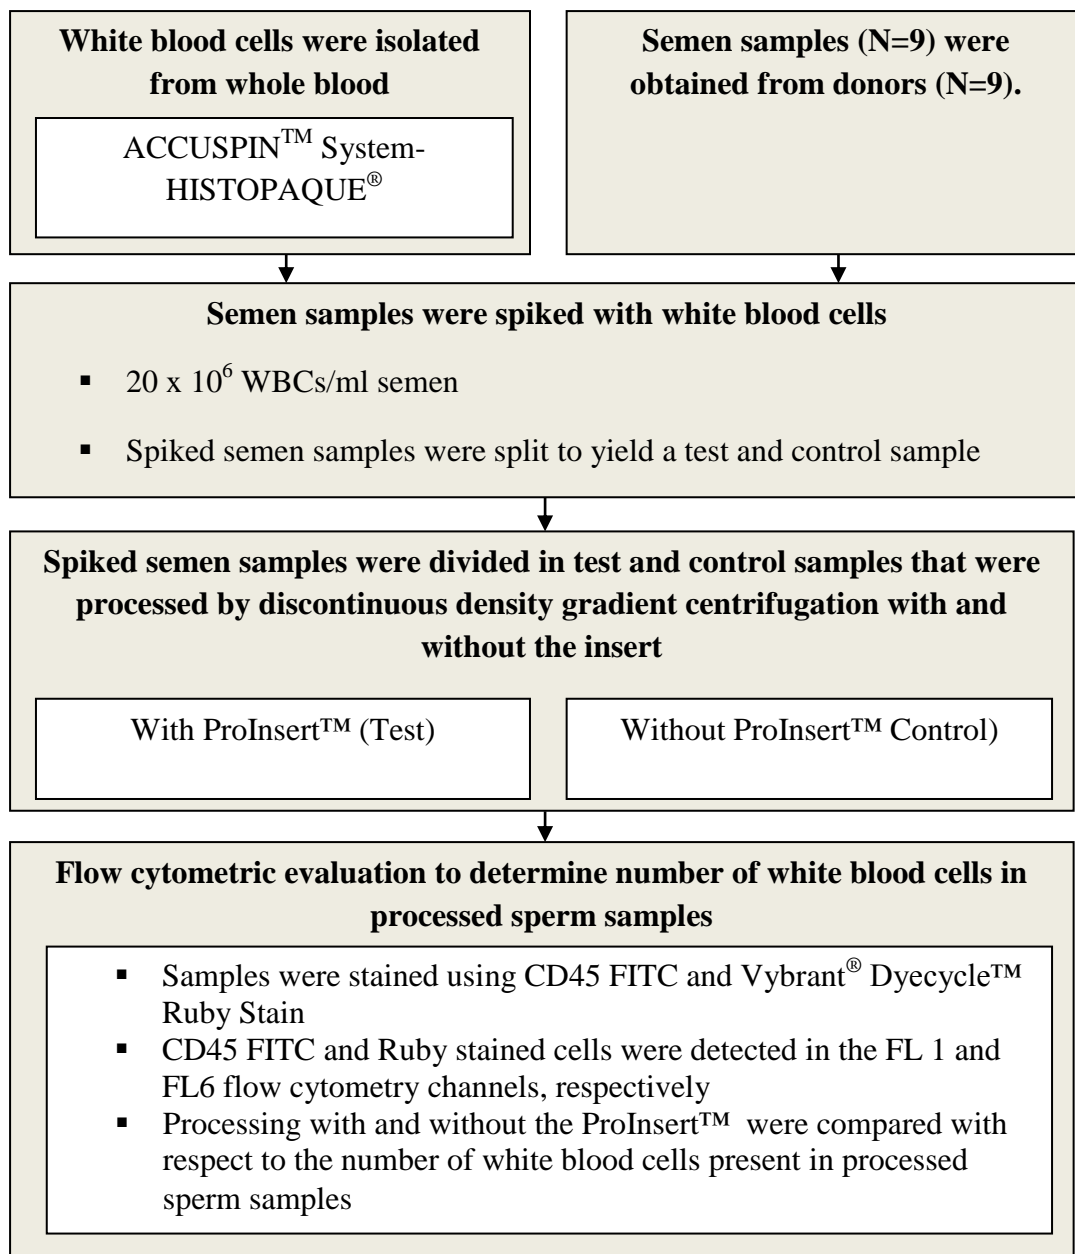 White blood cells were isolated
from whole blood
ACCUSPIN™ System-
HISTOPAQUE®
Semen samples (N=9) were
obtained from donors (N=9).
Semen samples were spiked with white blood cells
▪ 20 x 10⁶ WBCs/ml semen
▪ Spiked semen samples were split to yield a test and control sample
Spiked semen samples were divided in test and control samples that were
processed by discontinuous density gradient centrifugation with and
without the insert
With ProInsert™ (Test)
Without ProInsert™ Control)
Flow cytometric evaluation to determine number of white blood cells in
processed sperm samples
▪ Samples were stained using CD45 FITC and Vybrant® Dyecycle™
Ruby Stain
▪ CD45 FITC and Ruby stained cells were detected in the FL 1 and
FL6 flow cytometry channels, respectively
▪ Processing with and without the ProInsert™ were compared with
respect to the number of white blood cells present in processed
sperm samples